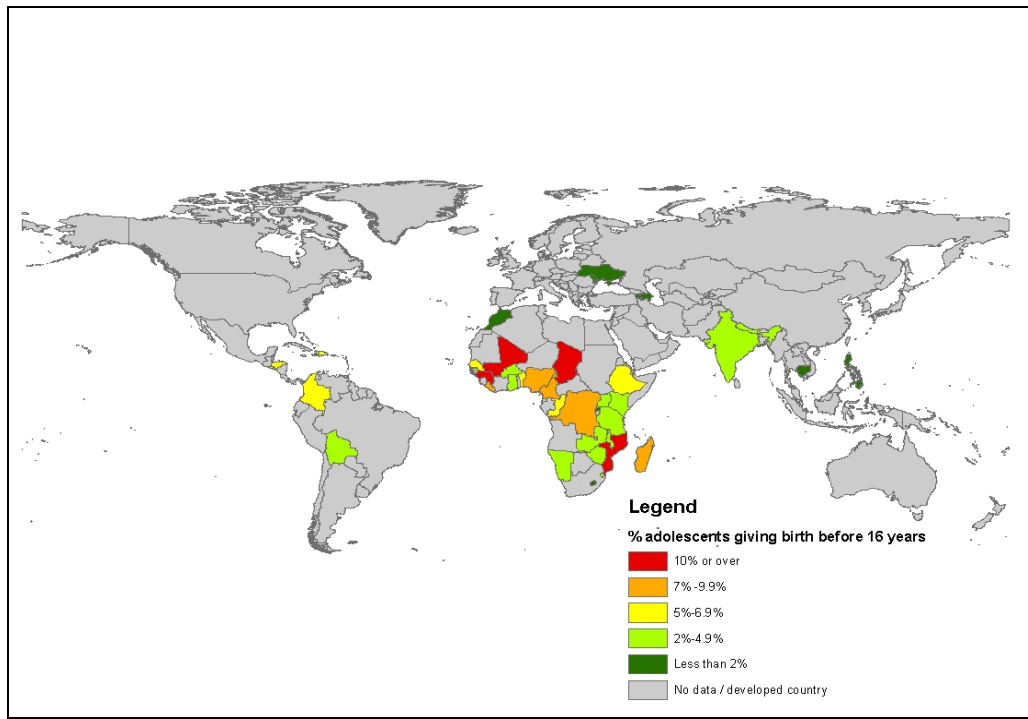 Legend
% adolescents giving birth before 16 years
10% or over
7%-9.9%
5%-6.9%
2%-4.9%
Less than 2%
No data / developed country